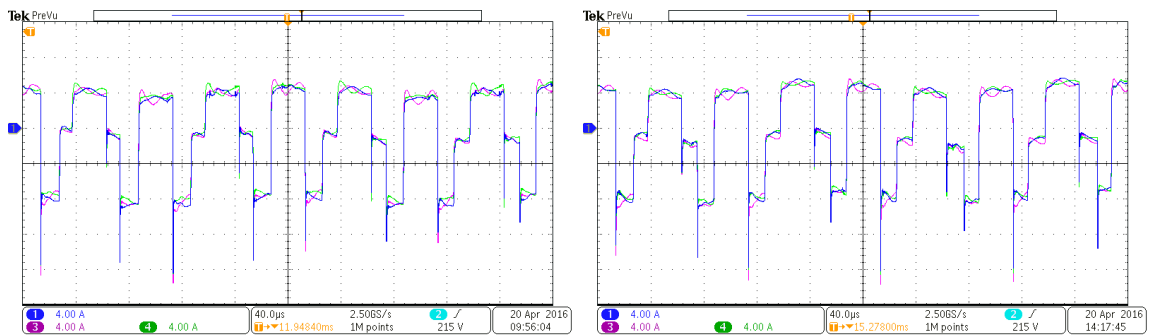 Tek PreVu
T
T
1
1 4.00 A
3 4.00 A 4 4.00 A
40.0µs 2.50GS/s
T→▼11.94840ms 1M points
2 ∫
215 V
20 Apr 2016
09:56:04
Tek PreVu
T
T
1
1 4.00 A
3 4.00 A 4 4.00 A
40.0µs 2.50GS/s
T→▼15.27800ms 1M points
2 ∫
215 V
20 Apr 2016
14:17:45